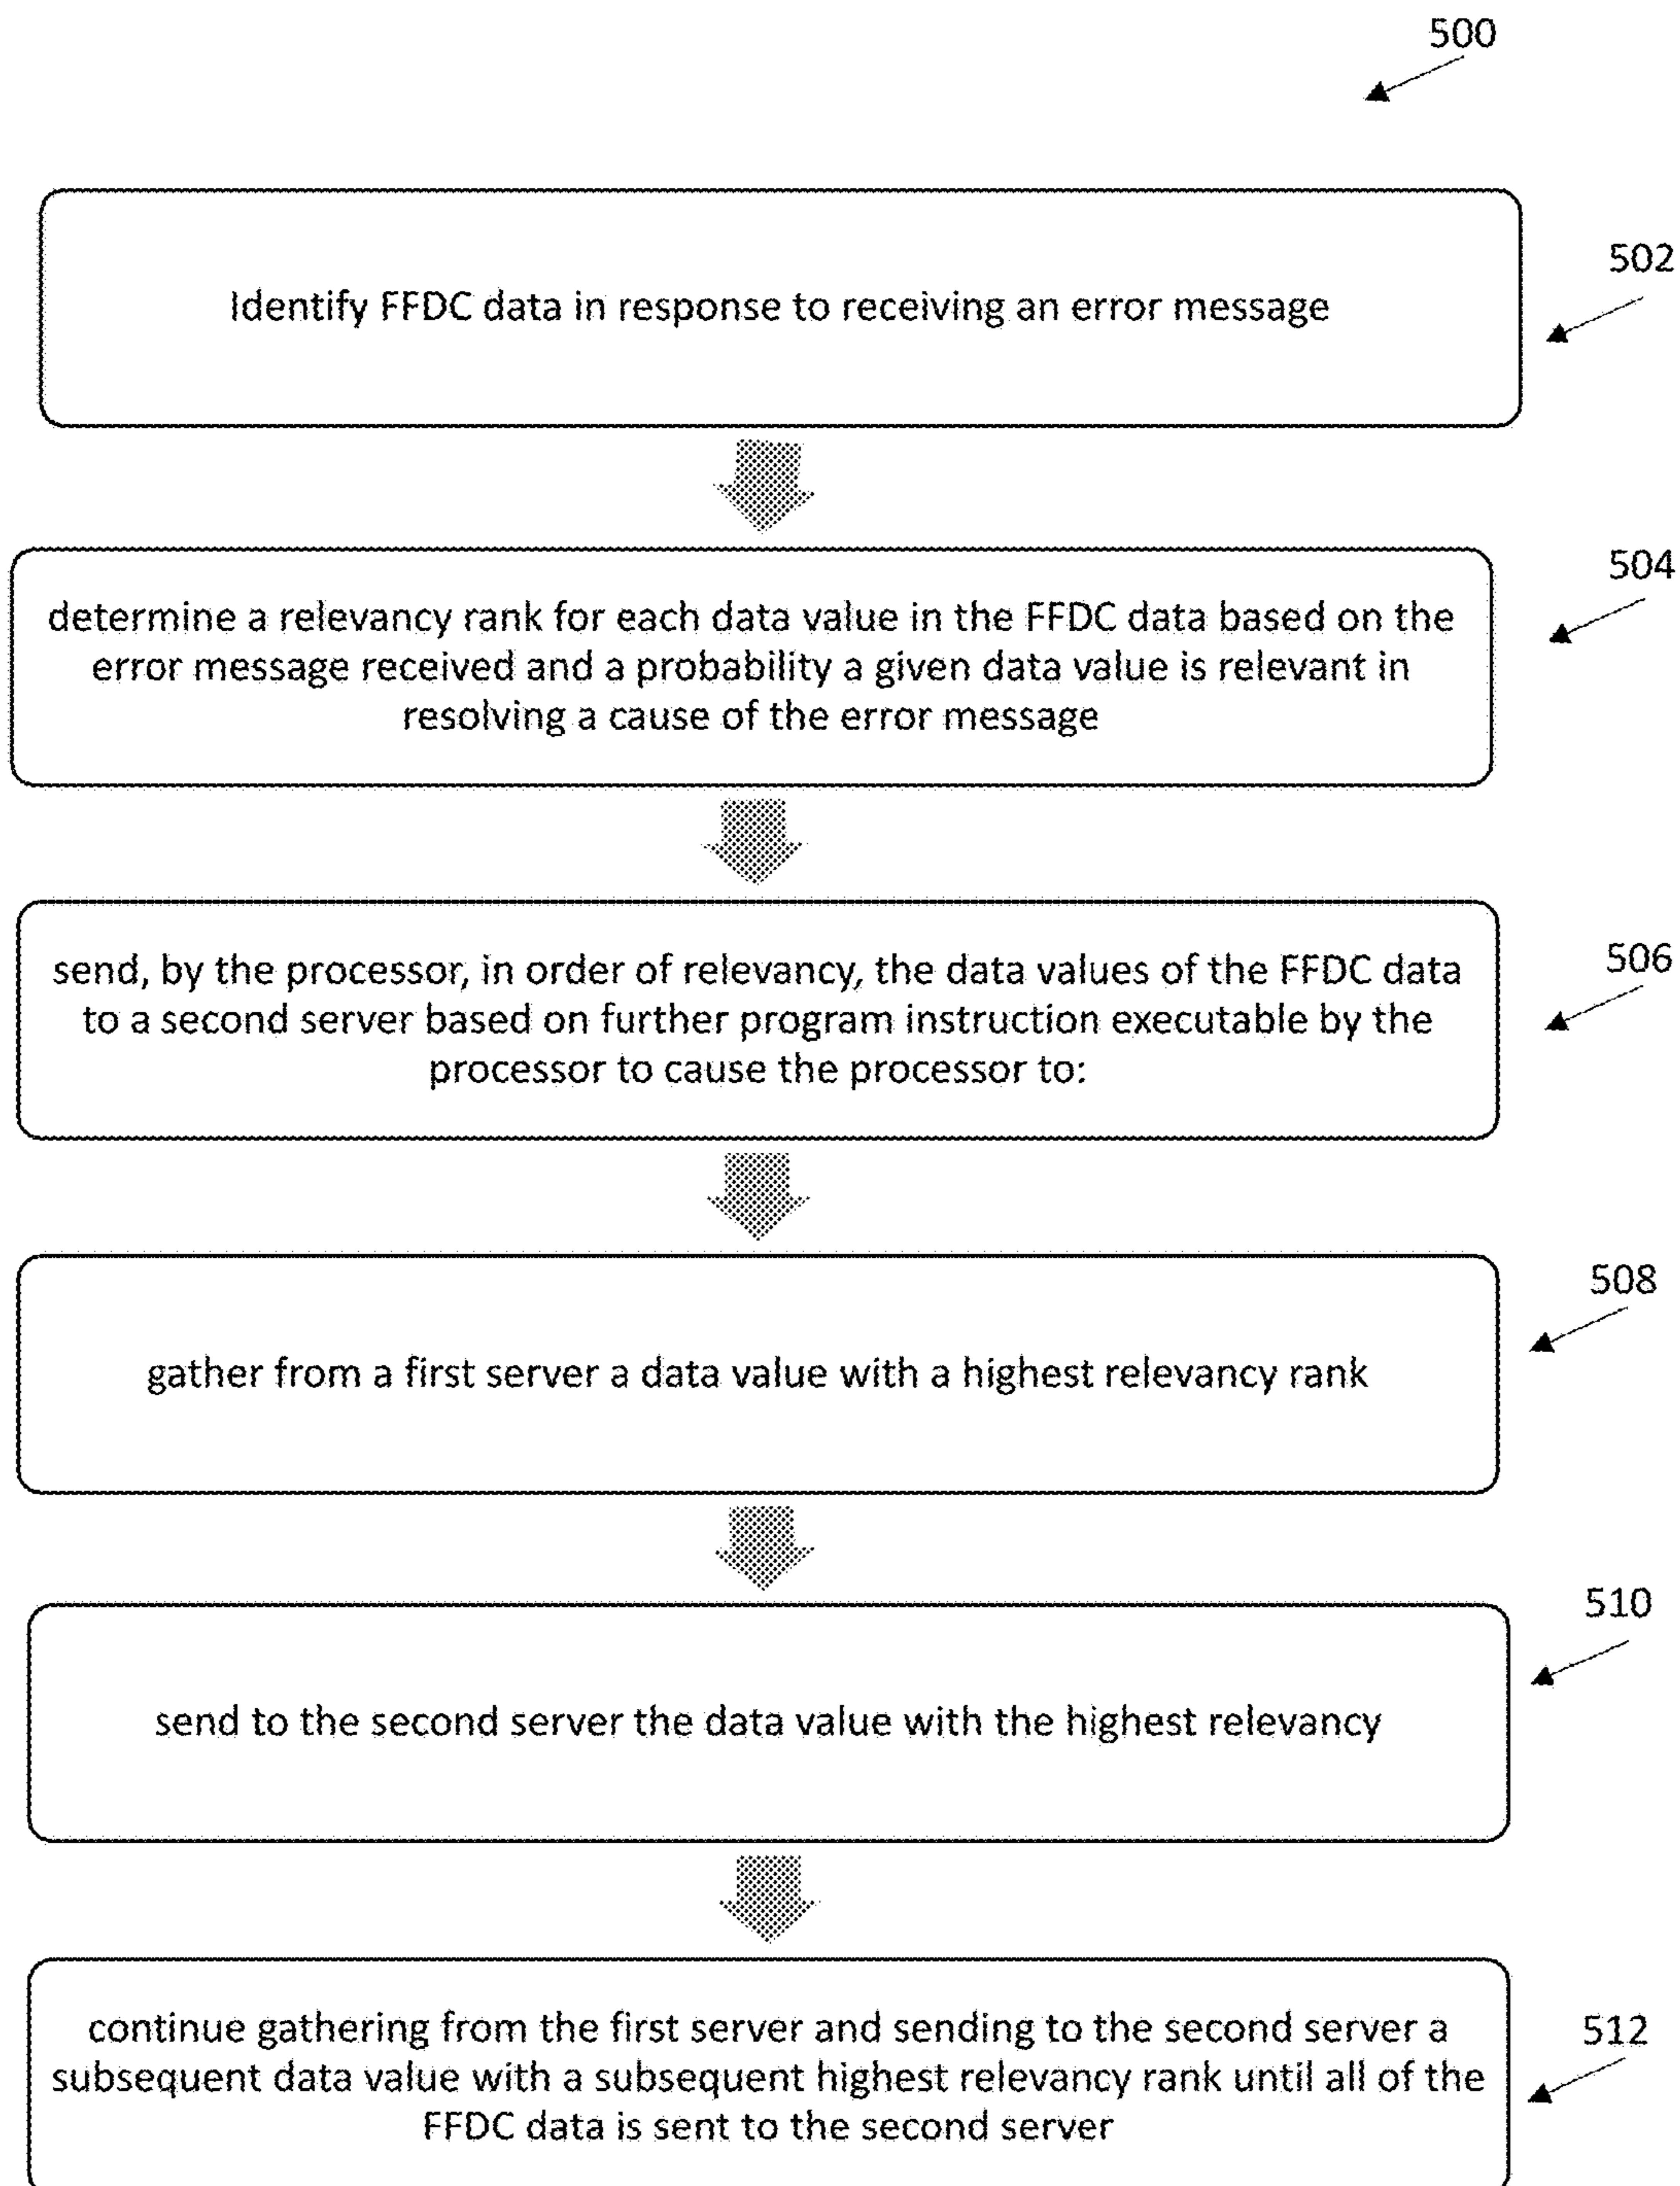 500
Identify FFDC data in response to receiving an error message
502
determine a relevancy rank for each data value in the FFDC data based on the
error message received and a probability a given data value is relevant in
resolving a cause of the error message
504
send, by the processor, in order of relevancy, the data values of the FFDC data
to a second server based on further program instruction executable by the
processor to cause the processor to:
506
gather from a first server a data value with a highest relevancy rank
508
send to the second server the data value with the highest relevancy
510
continue gathering from the first server and sending to the second server a
subsequent data value with a subsequent highest relevancy rank until all of the
FFDC data is sent to the second server
512